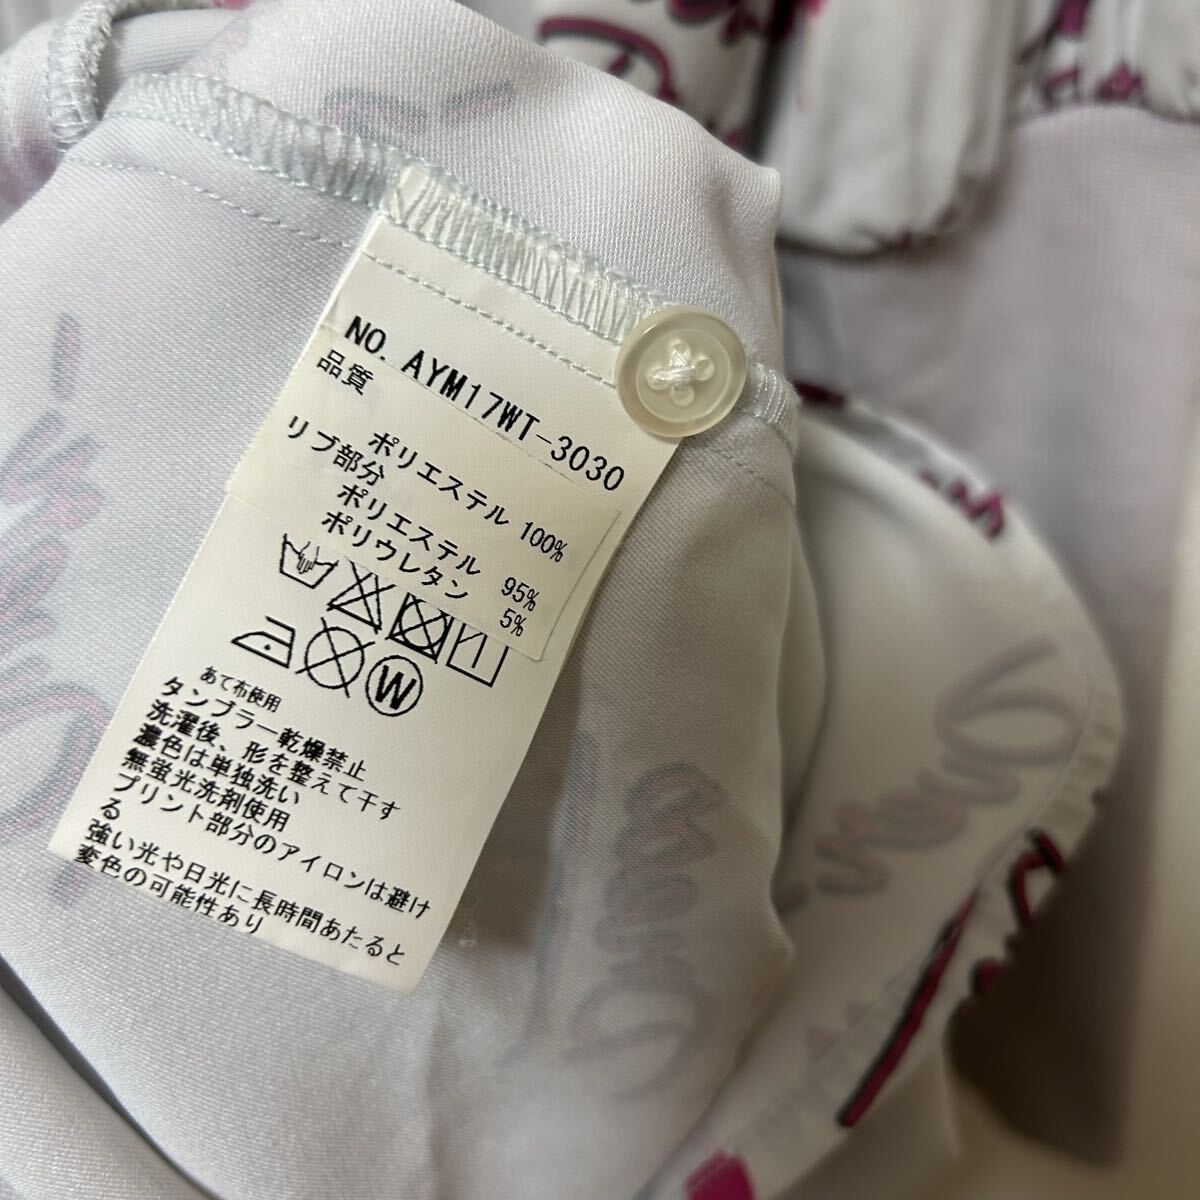 NO. AYM17WT-3030
品質
ポリエステル 100%
リブ部分
ポリエステル 95%
ポリウレタン 5%
W
あて布使用
タンブラー乾燥禁止
洗濯後、形を整えて干す
濃色は単独洗い
無蛍光洗剤使用
プリント部分のアイロンは避け
る
強い光や日光に長時間あたると
変色の可能性あり